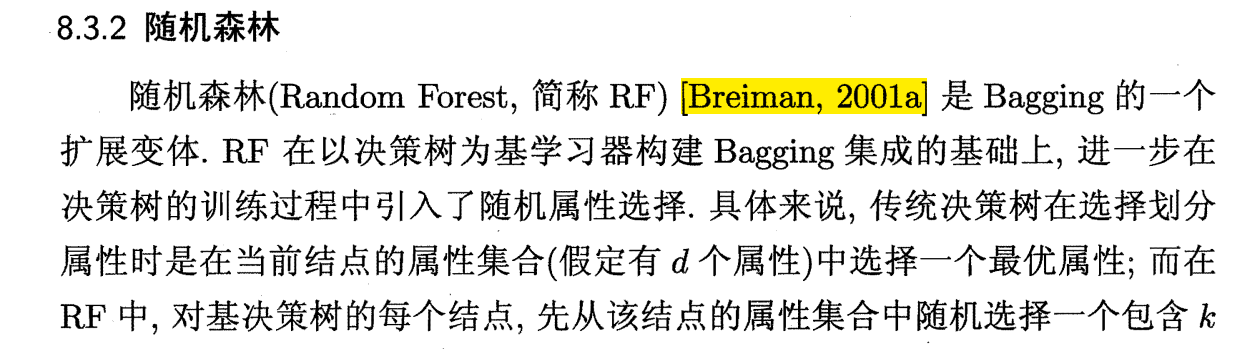 8.3.2 随机森林
随机森林(Random Forest, 简称 RF) [Breiman, 2001a] 是 Bagging 的一个
扩展变体. RF 在以决策树为基学习器构建 Bagging 集成的基础上, 进一步在
决策树的训练过程中引入了随机属性选择. 具体来说, 传统决策树在选择划分
属性时是在当前结点的属性集合(假定有 d 个属性)中选择一个最优属性; 而在
RF 中, 对基决策树的每个结点, 先从该结点的属性集合中随机选择一个包含 k